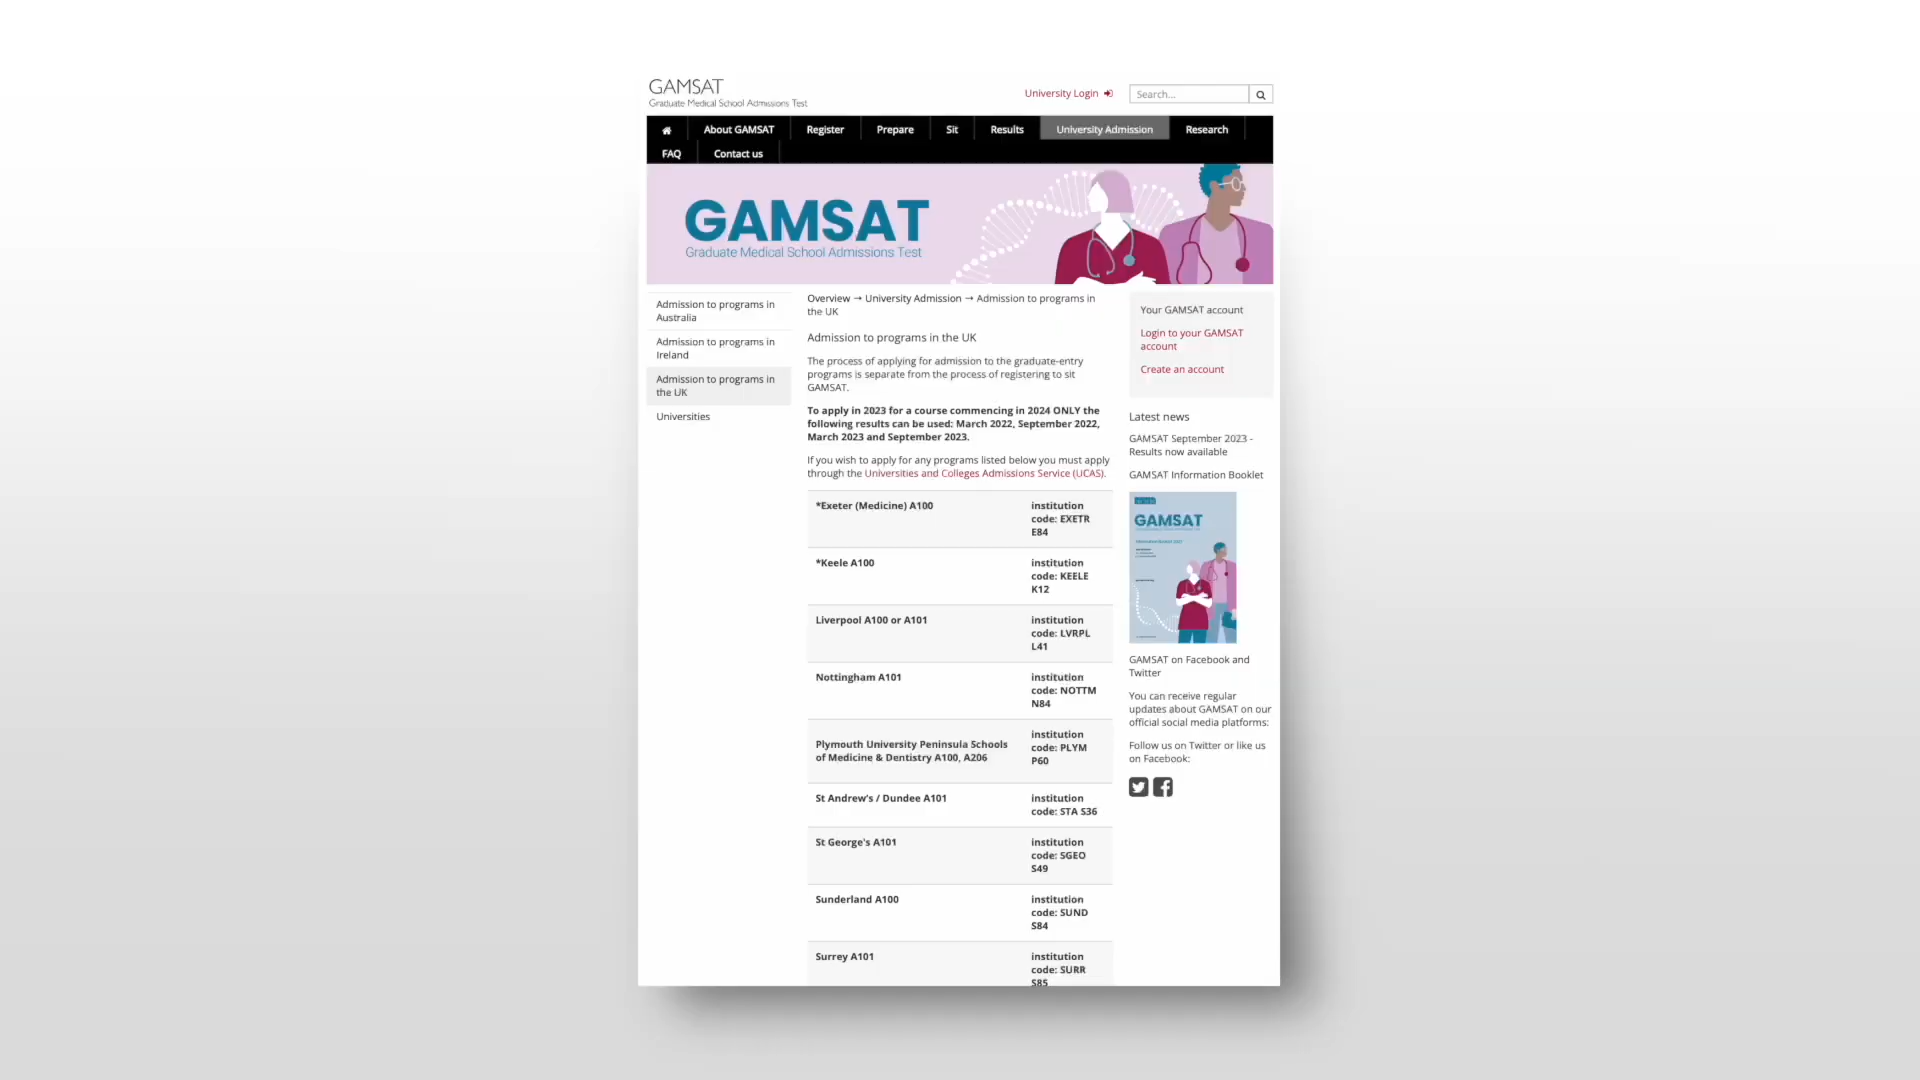 GAMSAT
Graduate Medical School Admissions Test
University Login
Search...
About GAMSAT
Register
Prepare
Sit
Results
University Admission
Research
FAQ
Contact us
GAMSAT
Graduate Medical School Admissions Test
Admission to programs in
Australia
Admission to programs in
Ireland
Admission to programs in
the UK
Universities
Overview → University Admission → Admission to programs in
the UK
Admission to programs in the UK
The process of applying for admission to the graduate-entry
programs is separate from the process of registering to sit
GAMSAT.
To apply in 2023 for a course commencing in 2024 ONLY the
following results can be used: March 2022, September 2022,
March 2023 and September 2023.
If you wish to apply for any programs listed below you must apply
through the Universities and Colleges Admissions Service (UCAS).
*Exeter (Medicine) A100
institution
code: EXETR
E84
*Keele A100
institution
code: KEELE
K12
Liverpool A100 or A101
institution
code: LVRPL
L41
Nottingham A101
institution
code: NOTTM
N84
Plymouth University Peninsula Schools
of Medicine & Dentistry A100, A206
institution
code: PLYM
P60
St Andrew's / Dundee A101
institution
code: STA S36
St George's A101
institution
code: SGEO
S49
Sunderland A100
institution
code: SUND
S84
Surrey A101
institution
code: SURR
S85
Your GAMSAT account
Login to your GAMSAT
account
Create an account
Latest news
GAMSAT September 2023 -
Results now available
GAMSAT Information Booklet
GAMSAT
GAMSAT on Facebook and
Twitter
You can receive regular
updates about GAMSAT on our
official social media platforms:
Follow us on Twitter or like us
on Facebook: